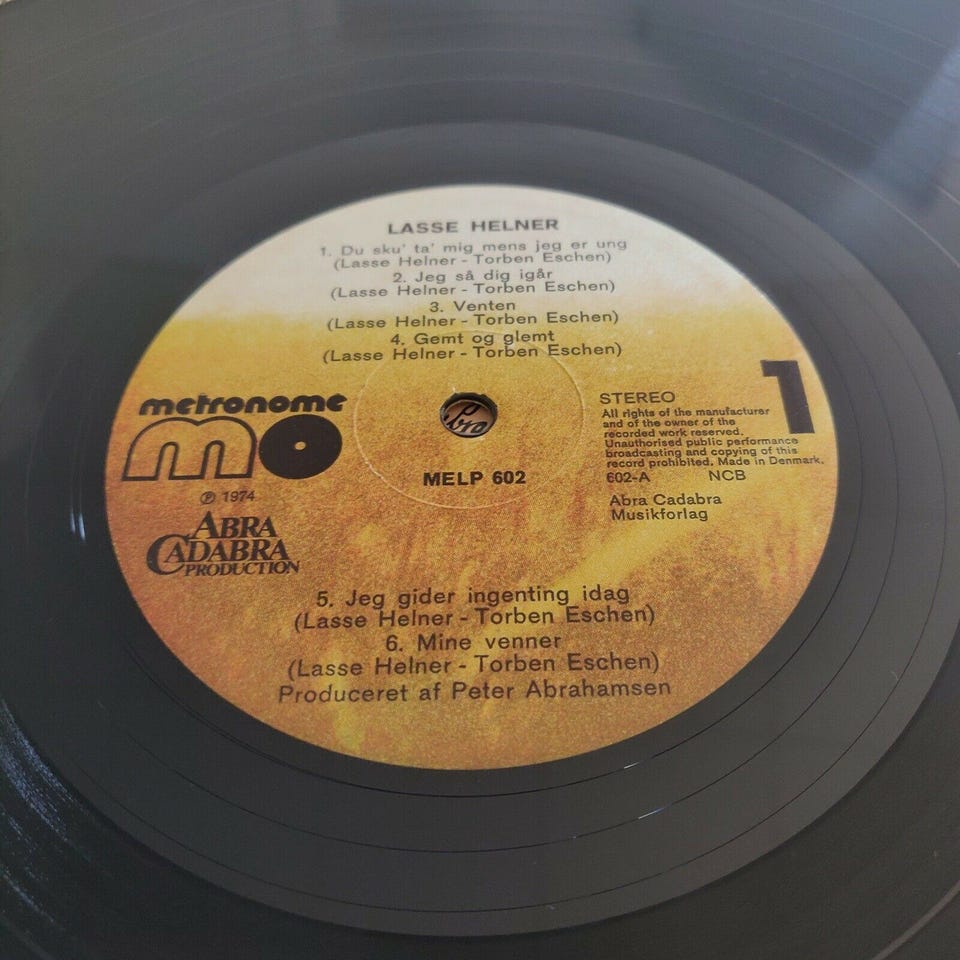 LASSE HELNER
1. Du sku' ta' mig mens jeg er ung
(Lasse Helner - Torben Eschen)
2. Jeg så dig igår
(Lasse Helner - Torben Eschen)
3. Venten
(Lasse Helner - Torben Eschen)
4. Gemt og glemt
(Lasse Helner - Torben Eschen)
metronome
mo
℗ 1974
ABRA
CADABRA
PRODUCTION
MELP 602
1
STEREO
All rights of the manufacturer
and of the owner of the
recorded work reserved.
Unauthorised public performance
broadcasting and copying of this
record prohibited. Made in Denmark.
602-A NCB
Abra Cadabra
Musikforlag
5. Jeg gider ingenting idag
(Lasse Helner - Torben Eschen)
6. Mine venner
(Lasse Helner - Torben Eschen)
Produceret af Peter Abrahamsen